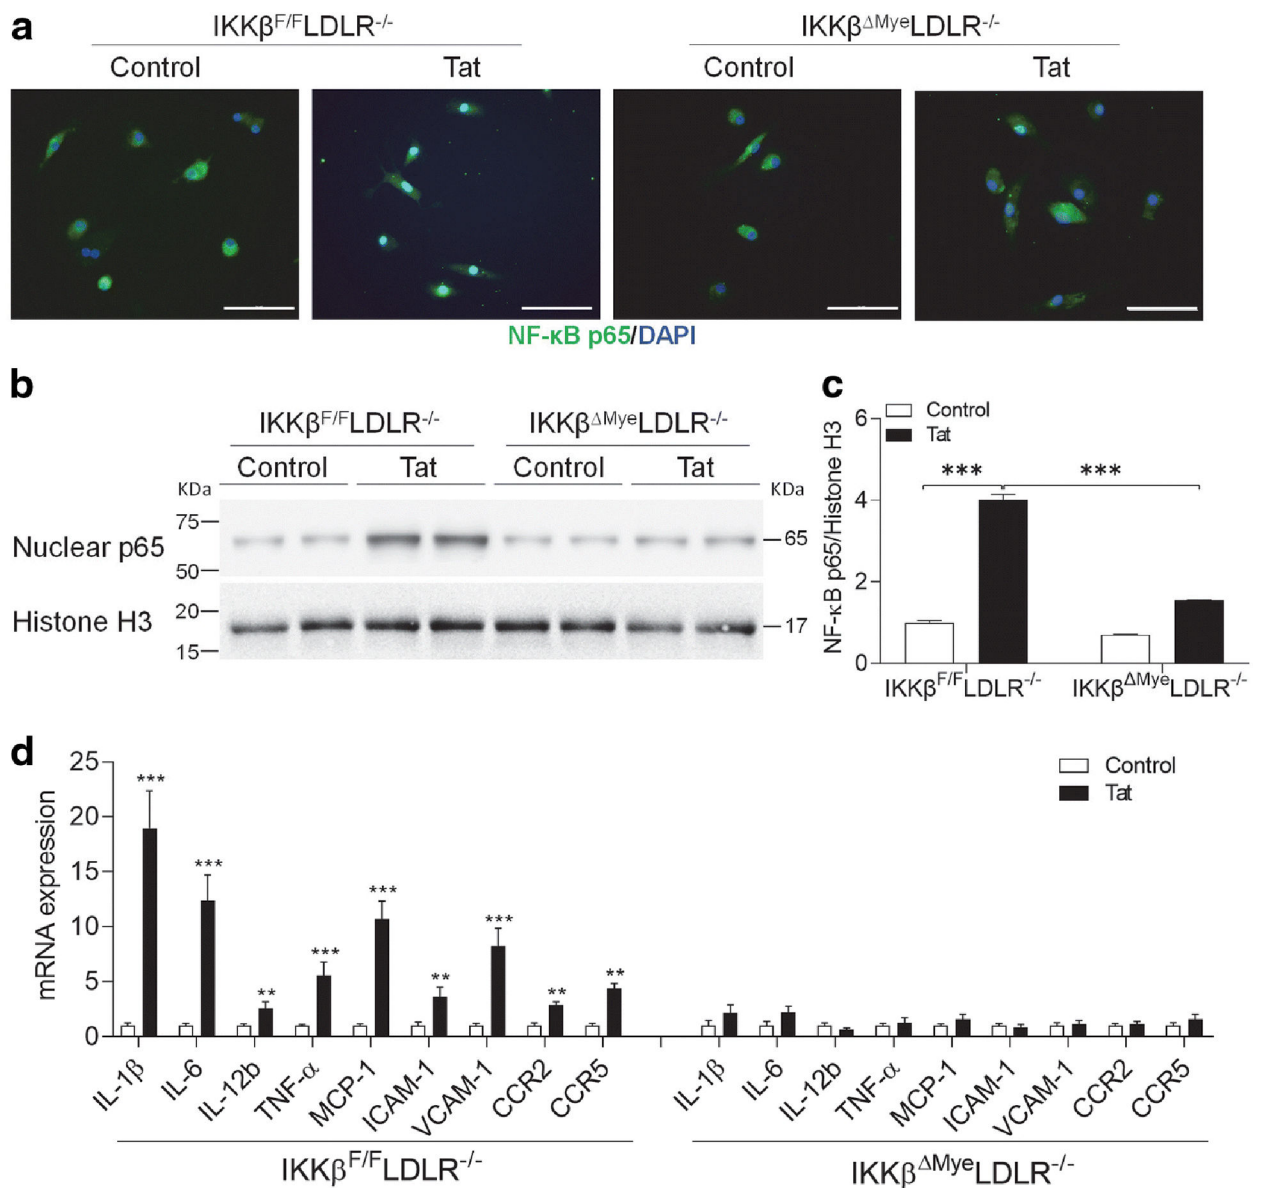 a
IKKβF/FLDLR-/-
IKKβΔMyeLDLR-/-
Control
Tat
Control
Tat
NF-κB p65/DAPI
b
IKKβF/FLDLR-/-
IKKβΔMyeLDLR-/-
Control
Tat
Control
Tat
KDa
KDa
75
Nuclear p65
65
50
20
Histone H3
17
15
c
Control
Tat
NF-κB p65/Histone H3
6
4
2
0
***
***
IKKβF/FLDLR-/-
IKKβΔMyeLDLR-/-
d
mRNA expression
25
20
15
10
5
0
Control
Tat
***
***
**
***
***
**
***
**
**
IL-1β
IL-6
IL-12b
TNF-α
MCP-1
ICAM-1
VCAM-1
CCR2
CCR5
IL-1β
IL-6
IL-12b
TNF-α
MCP-1
ICAM-1
VCAM-1
CCR2
CCR5
IKKβF/FLDLR-/-
IKKβΔMyeLDLR-/-